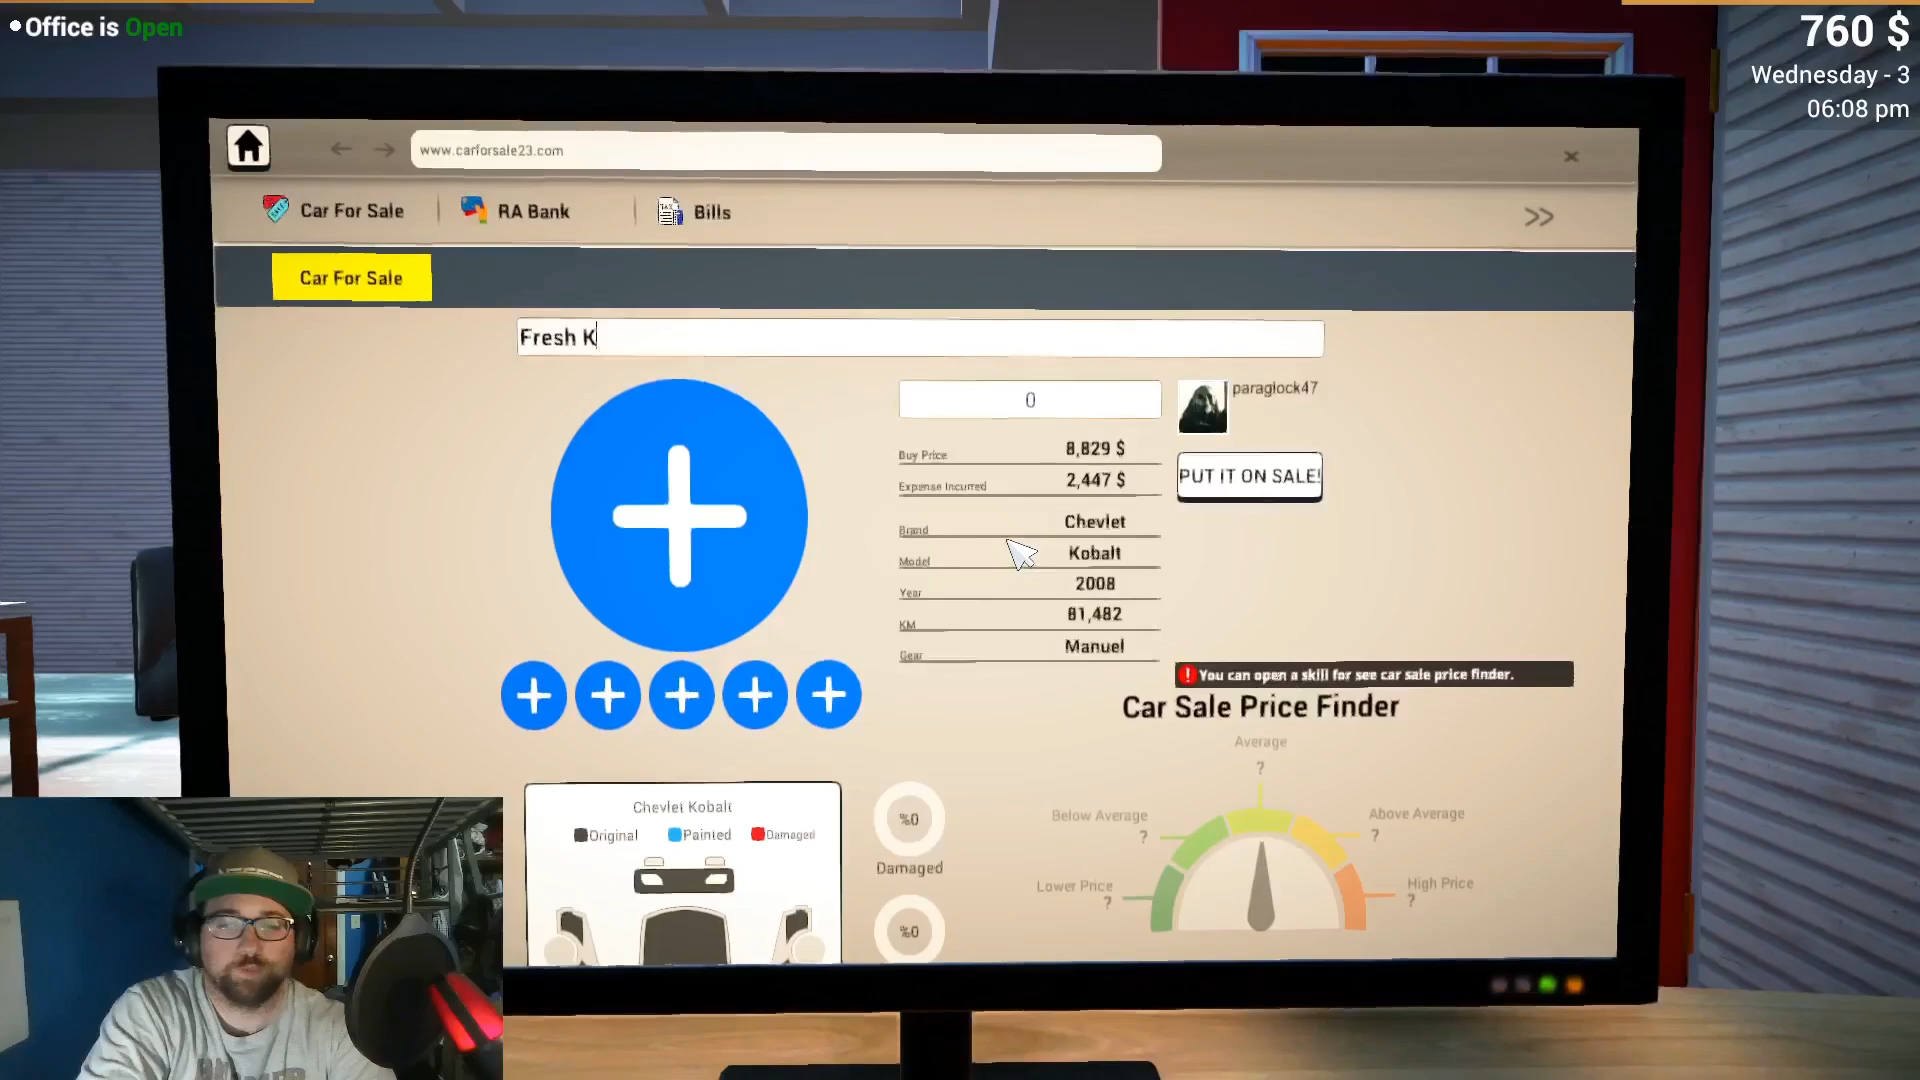 Office is Open
760 $
Wednesday - 3
06:08 pm
www.carforsale23.com
Car For Sale
RA Bank
Bills
Car For Sale
Fresh K
0
paraglock47
Buy Price 8,829 $
Expense Incurred 2,447 $
PUT IT ON SALE!
Brand Chevlet
Model Kobalt
Year 2008
KM 81,482
Gear Manuel
! You can open a skill for see car sale price finder.
Car Sale Price Finder
Average
?
Below Average
?
Above Average
?
Lower Price
?
High Price
?
Chevlet Kobalt
Original Painted Damaged
%0
Damaged
%0